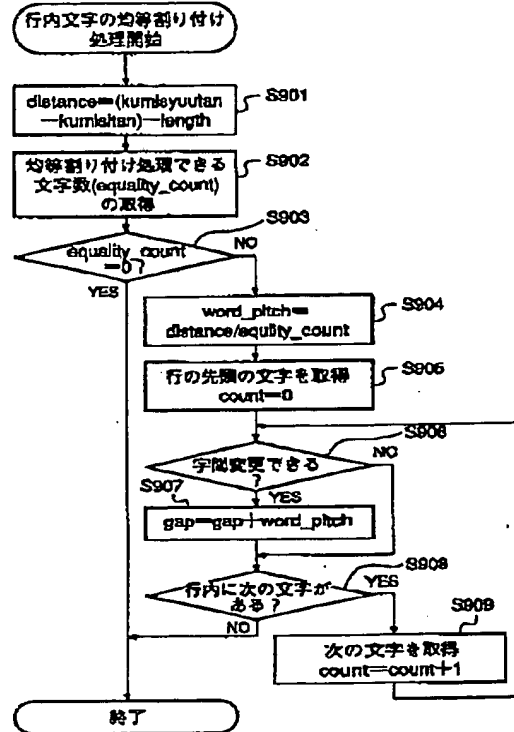 行内文字の均等割り付け
処理開始
distance=(kumisyuutan
−kumisitan)−length
S901
均等割り付け処理できる
文字数(equality_count)
の取得
S902
S903
equality_count
=0?
NO
YES
word_pitch=
distance/equlity_count
S904
行の先頭の文字を取得
count=0
S905
S906
字間変更できる
?
NO
YES
S907
gap=gap+word_pitch
S908
行内に次の文字が
ある?
YES
NO
S909
次の文字を取得
count=count+1
終了